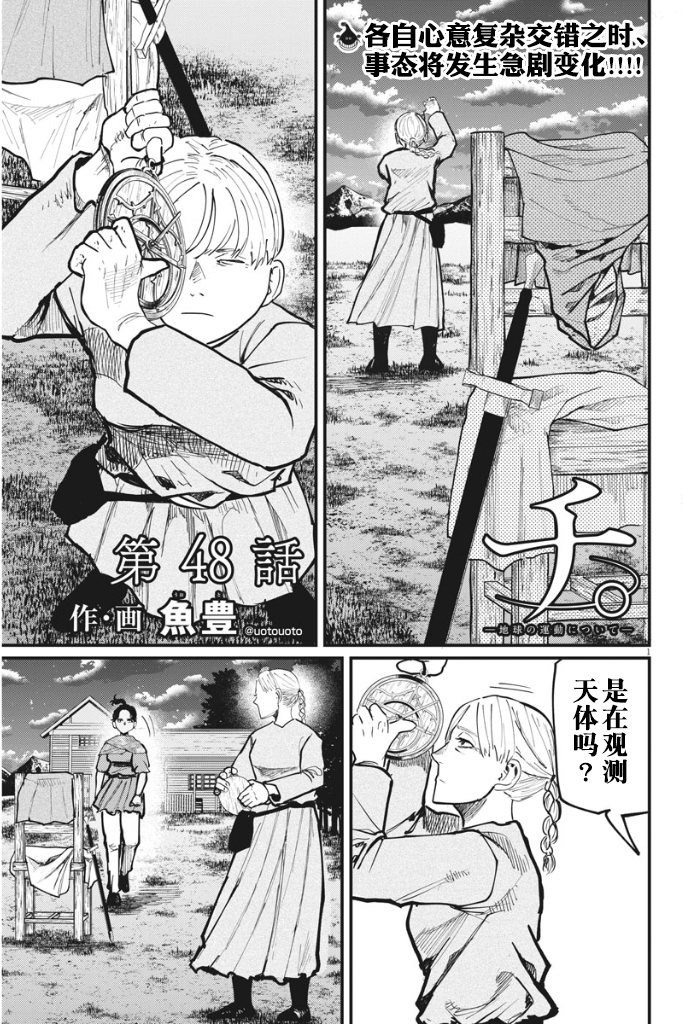 各自心意复杂交错之时、
事态将发生急剧变化!!!!
チ。
—地球の運動について—
1
第48話
作・画 魚豊
@uotouoto
是在观测
天体吗？